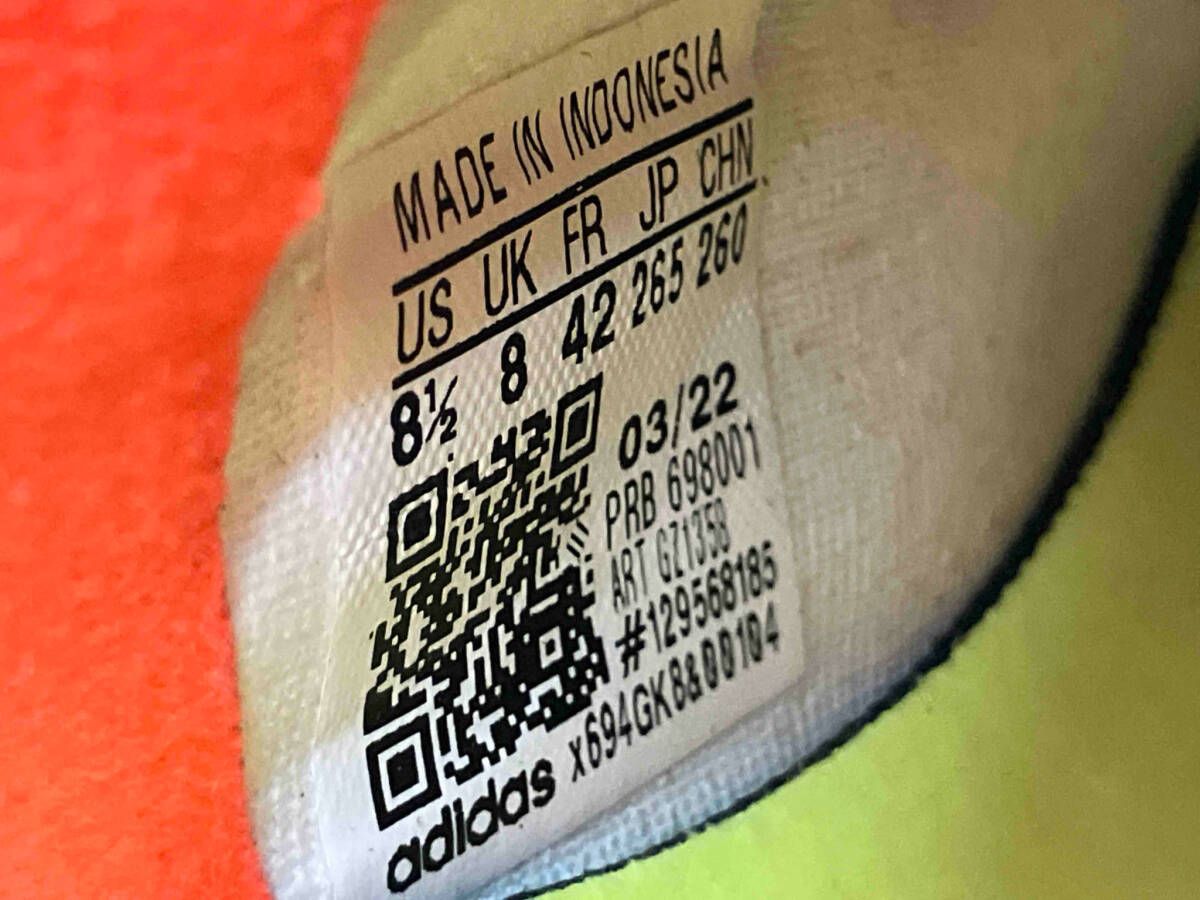 MADE IN INDONESIA
US UK FR JP CHN
8½ 8 42 265 260
03/22
PRB 698001
ART GZ1358
#129568185
adidas x694GK8&00104